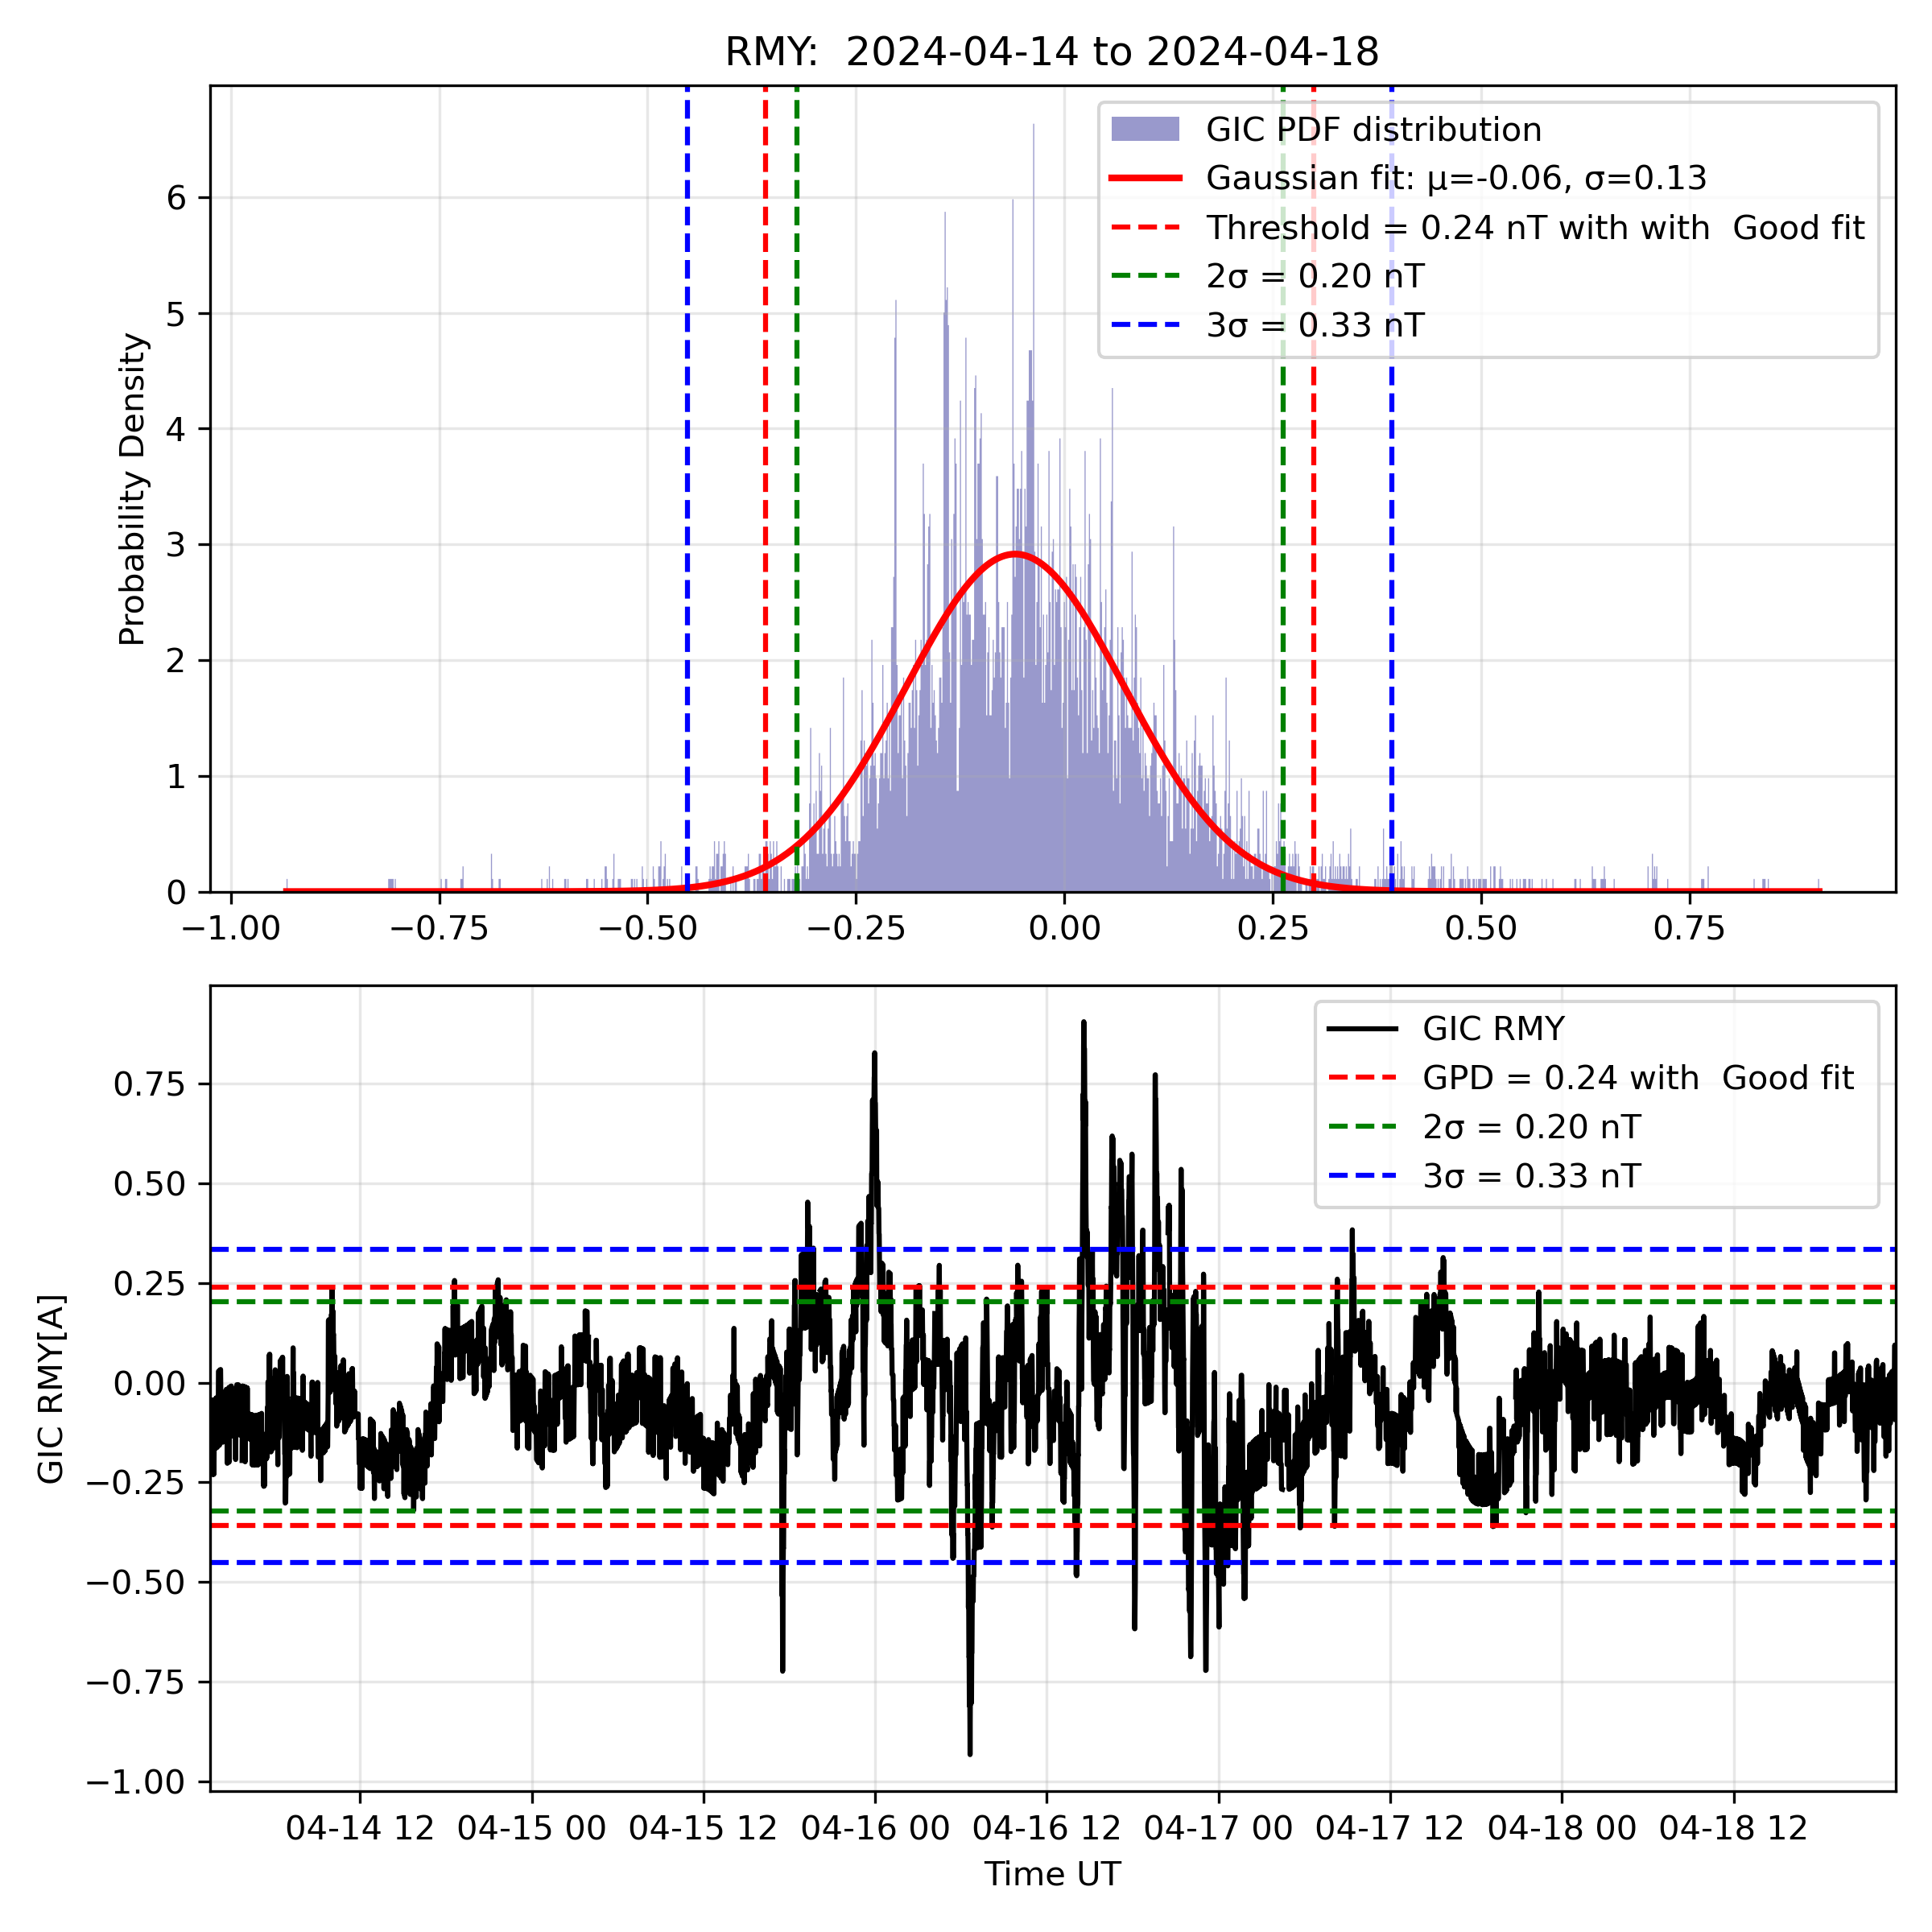 RMY:  2024-04-14 to 2024-04-18
GIC PDF distribution
Gaussian fit: μ=-0.06, σ=0.13
Threshold = 0.24 nT with with  Good fit
2σ = 0.20 nT
3σ = 0.33 nT
Probability Density
6
5
4
3
2
1
0
−1.00 −0.75 −0.50 −0.25 0.00 0.25 0.50 0.75
GIC RMY
GPD = 0.24 with  Good fit
2σ = 0.20 nT
3σ = 0.33 nT
GIC RMY[A]
0.75
0.50
0.25
0.00
−0.25
−0.50
−0.75
−1.00
04-14 12 04-15 00 04-15 12 04-16 00 04-16 12 04-17 00 04-17 12 04-18 00 04-18 12
Time UT